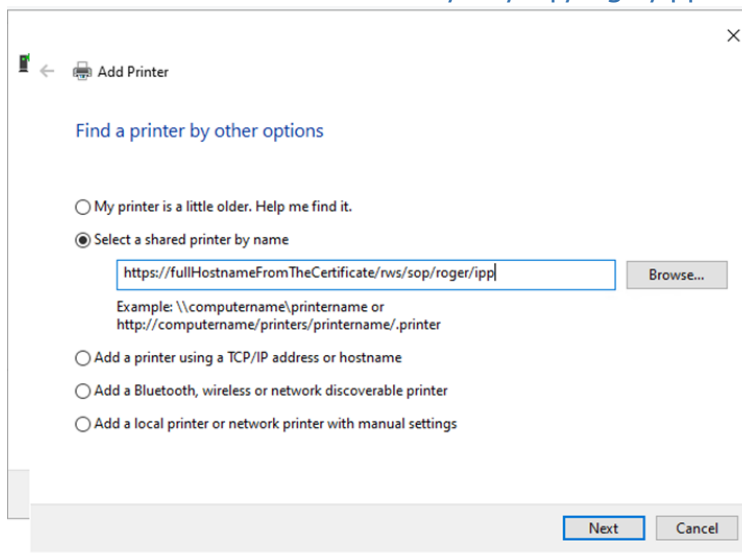 Add Printer
Find a printer by other options
My printer is a little older. Help me find it.
Select a shared printer by name
https://fullHostnameFromTheCertificate/rws/sop/roger/ipp
Browse...
Example: \\computername\printername or
http://computername/printers/printername/.printer
Add a printer using a TCP/IP address or hostname
Add a Bluetooth, wireless or network discoverable printer
Add a local printer or network printer with manual settings
Next
Cancel